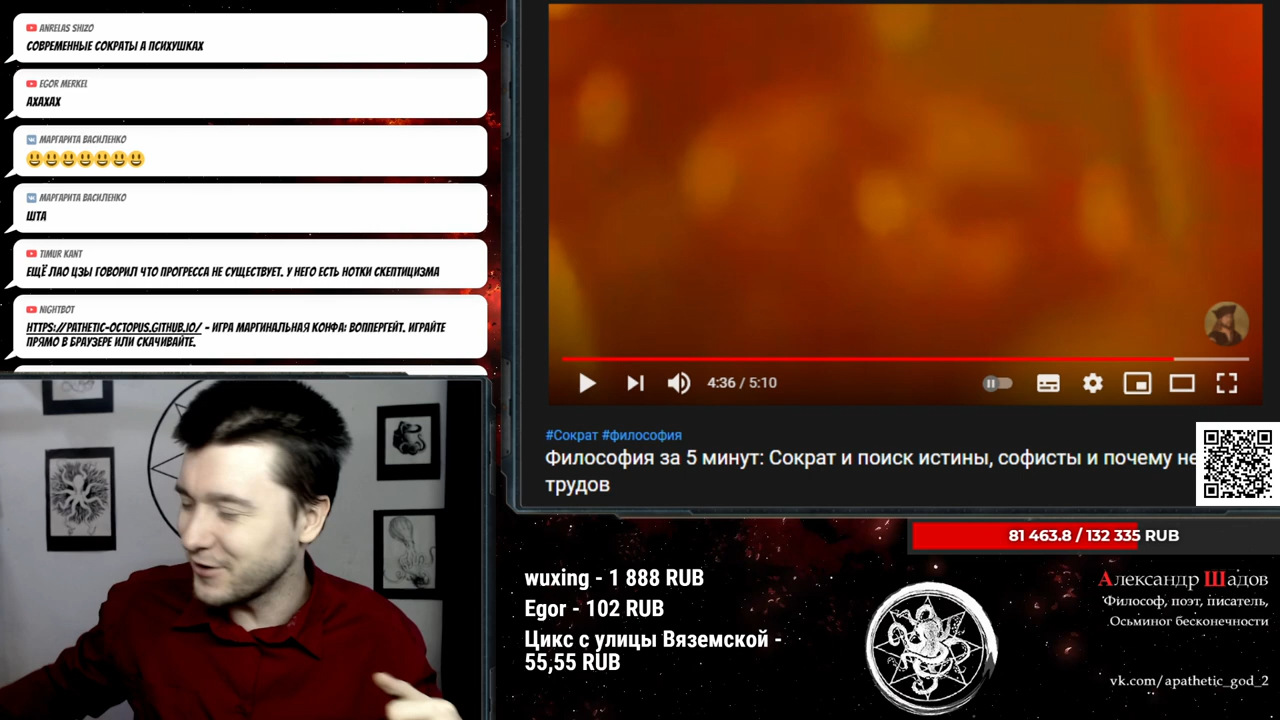 ANRELAS SHIZO
СОВРЕМЕННЫЕ СОКРАТЫ А ПСИХУШКАХ
EGOR MERKEL
АХАХАХ
МАРГАРИТА ВАСИЛЕНКО
😃😃😃😃😃😃😃
МАРГАРИТА ВАСИЛЕНКО
ШТА
TIMUR KANT
ЕЩЁ ЛАО ЦЗЫ ГОВОРИЛ ЧТО ПРОГРЕССА НЕ СУЩЕСТВУЕТ. У НЕГО ЕСТЬ НОТКИ СКЕПТИЦИЗМА
NIGHTBOT
HTTPS://PATHETIC-OCTOPUS.GITHUB.IO/ - ИГРА МАРГИНАЛЬНАЯ КОНФА: ВОППЕРГЕЙТ. ИГРАЙТЕ
ПРЯМО В БРАУЗЕРЕ ИЛИ СКАЧИВАЙТЕ.
4:36 / 5:10
#Сократ #философия
Философия за 5 минут: Сократ и поиск истины, софисты и почему не
трудов
81 463.8 / 132 335 RUB
wuxing - 1 888 RUB
Egor - 102 RUB
Цикс с улицы Вяземской -
55,55 RUB
Александр Шадов
Философ, поэт, писатель,
Осьминог бесконечности
vk.com/apathetic_god_2